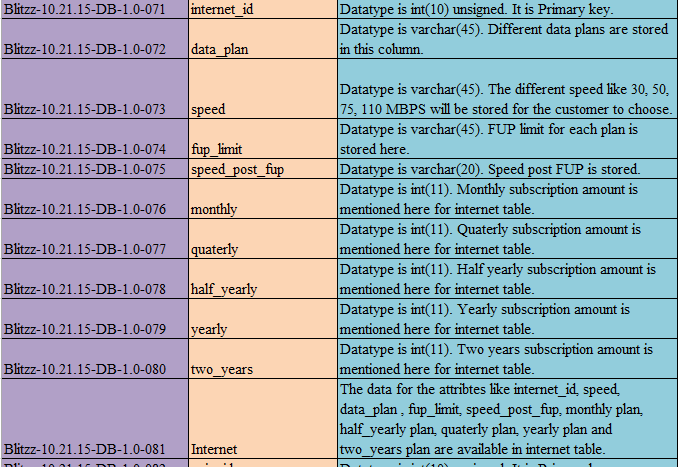 Blitzz-10.21.15-DB-1.0-071 internet_id Datatype is int(10) unsigned. It is Primary key.
Blitzz-10.21.15-DB-1.0-072 data_plan Datatype is varchar(45). Different data plans are stored
in this column.
Blitzz-10.21.15-DB-1.0-073 speed Datatype is varchar(45). The different speed like 30, 50,
75, 110 MBPS will be stored for the customer to choose.
Blitzz-10.21.15-DB-1.0-074 fup_limit Datatype is varchar(45). FUP limit for each plan is
stored here.
Blitzz-10.21.15-DB-1.0-075 speed_post_fup Datatype is varchar(20). Speed post FUP is stored.
Blitzz-10.21.15-DB-1.0-076 monthly Datatype is int(11). Monthly subscription amount is
mentioned here for internet table.
Blitzz-10.21.15-DB-1.0-077 quaterly Datatype is int(11). Quaterly subscription amount is
mentioned here for internet table.
Blitzz-10.21.15-DB-1.0-078 half_yearly Datatype is int(11). Half yearly subscription amount is
mentioned here for internet table.
Blitzz-10.21.15-DB-1.0-079 yearly Datatype is int(11). Yearly subscription amount is
mentioned here for internet table.
Blitzz-10.21.15-DB-1.0-080 two_years Datatype is int(11). Two years subscription amount is
mentioned here for internet table.
Blitzz-10.21.15-DB-1.0-081 Internet The data for the attribtes like internet_id, speed,
data_plan , fup_limit, speed_post_fup, monthly plan,
half_yearly plan, quaterly plan, yearly plan and
two_years plan are available in internet table.